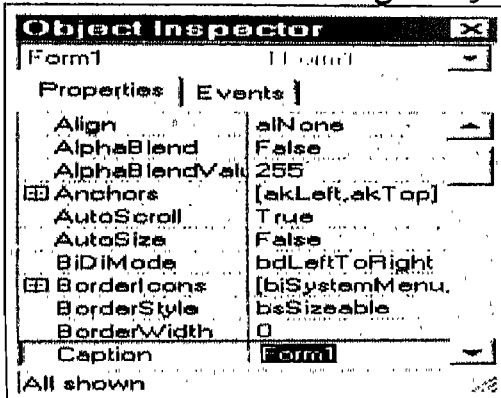 Object Inspector
Form1 TForm1
Properties Events
Align alNone
AlphaBlend False
AlphaBlendValu 255
Anchors [akLeft,akTop]
AutoScroll True
AutoSize False
BiDiMode bdLeftToRight
BorderIcons [biSystemMenu,
BorderStyle bsSizeable
BorderWidth 0
Caption Form1
All shown